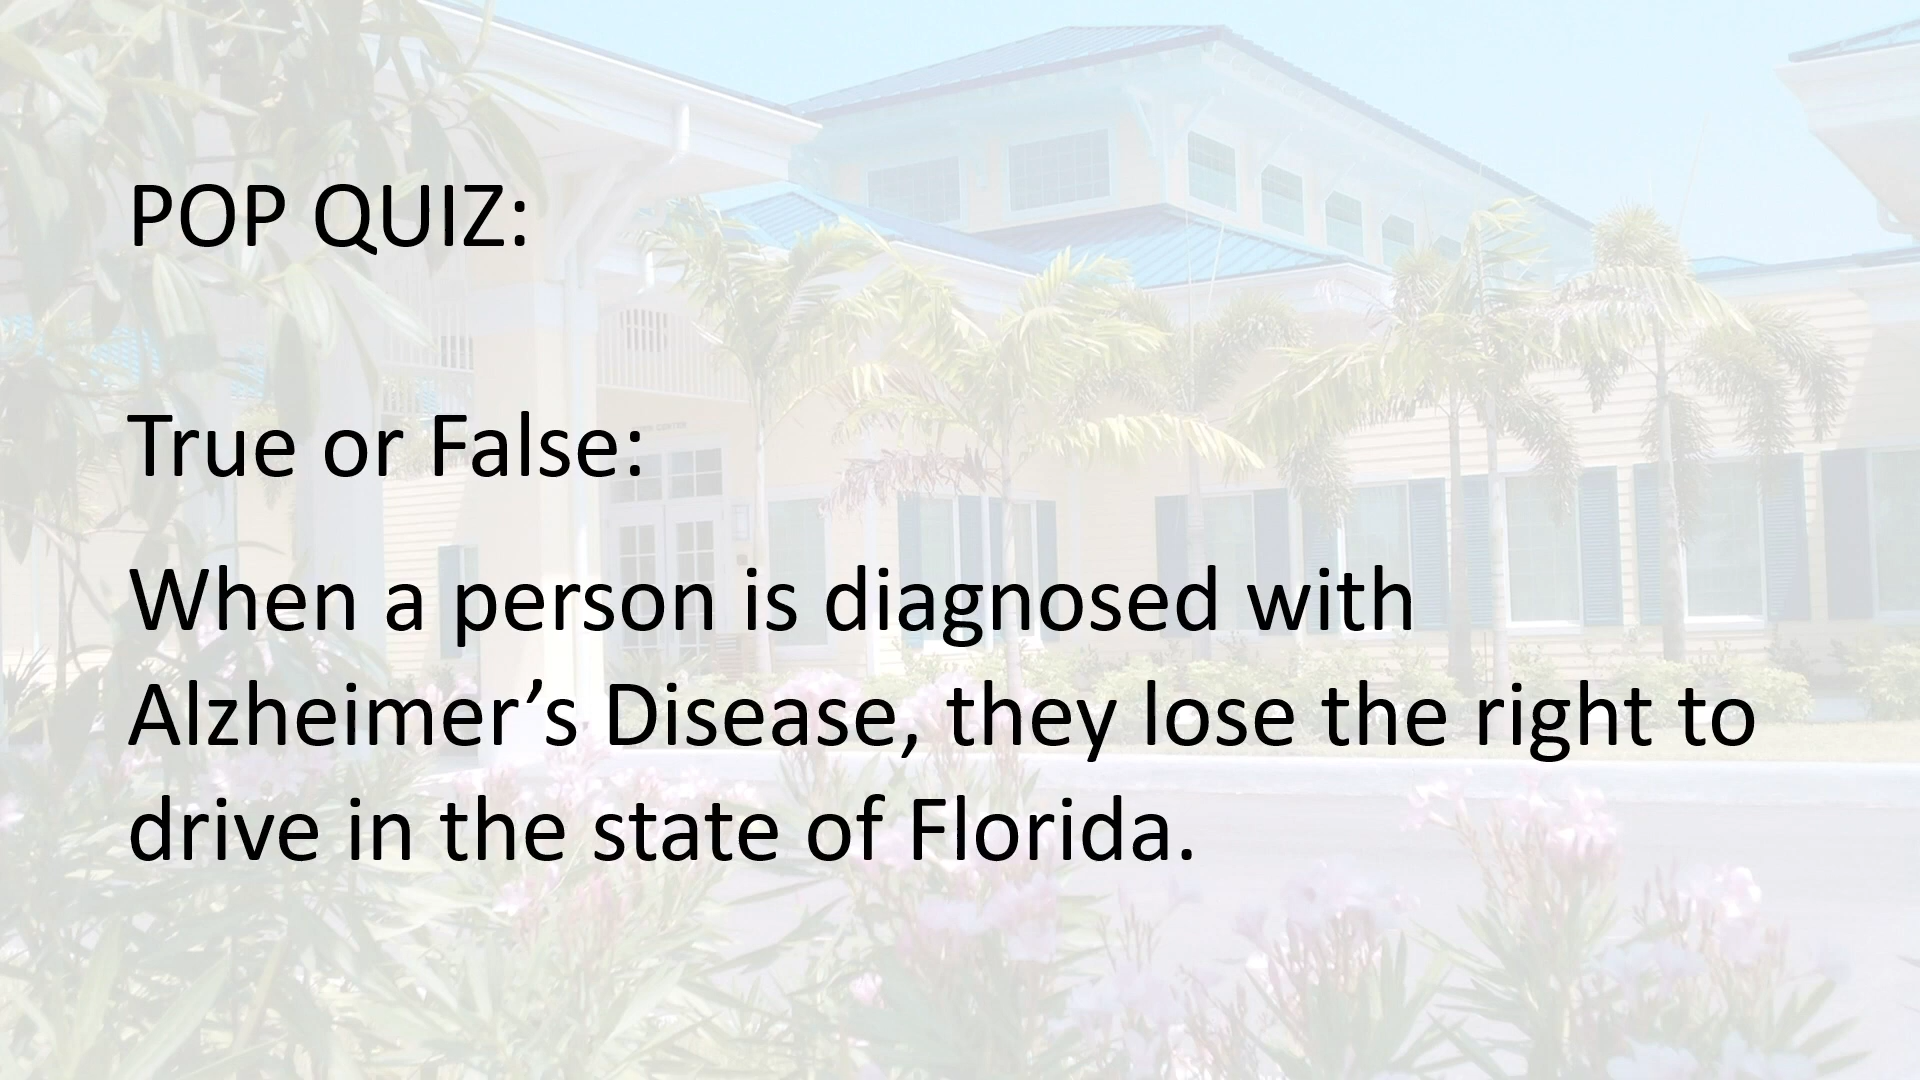 POP QUIZ:
True or False:
When a person is diagnosed with
Alzheimer’s Disease, they lose the right to
drive in the state of Florida.